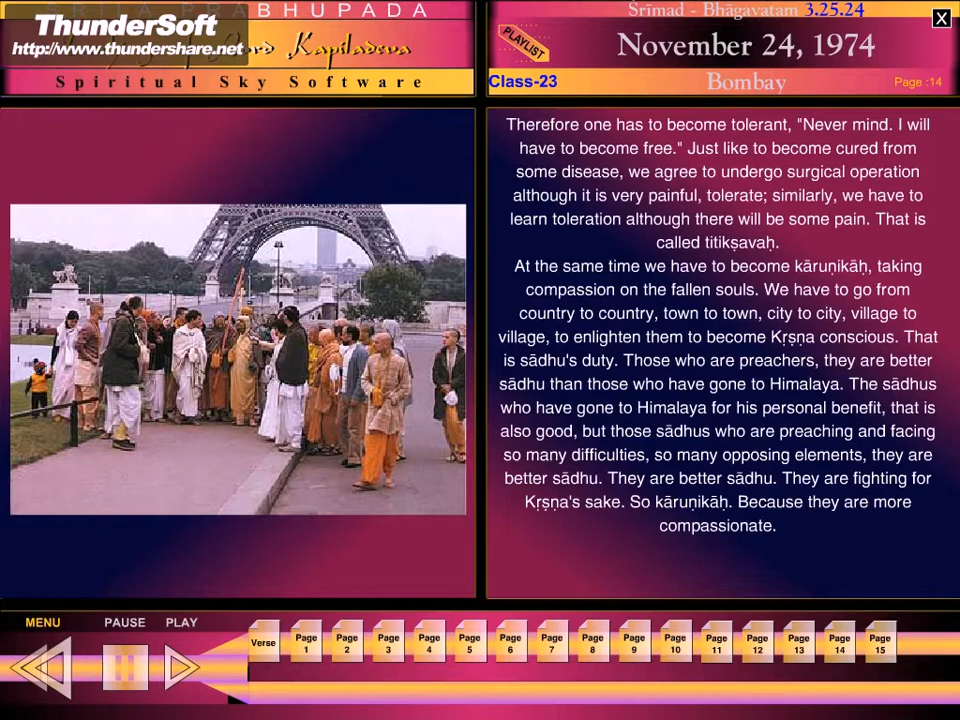 SRILA PRABHUPADA
ThunderSoft
http://www.thundershare.net
Lord Kapiladeva
Spiritual Sky Software
Śrīmad - Bhāgavatam 3.25.24
X
PLAYLIST
November 24, 1974
Class-23
Bombay
Page :14
Therefore one has to become tolerant, "Never mind. I will
have to become free." Just like to become cured from
some disease, we agree to undergo surgical operation
although it is very painful, tolerate; similarly, we have to
learn toleration although there will be some pain. That is
called titikṣavaḥ.
At the same time we have to become kāruṇikāḥ, taking
compassion on the fallen souls. We have to go from
country to country, town to town, city to city, village to
village, to enlighten them to become Kṛṣṇa conscious. That
is sādhu's duty. Those who are preachers, they are better
sādhu than those who have gone to Himalaya. The sādhus
who have gone to Himalaya for his personal benefit, that is
also good, but those sādhus who are preaching and facing
so many difficulties, so many opposing elements, they are
better sādhu. They are better sādhu. They are fighting for
Kṛṣṇa's sake. So kāruṇikāḥ. Because they are more
compassionate.
MENU PAUSE PLAY
Verse
Page 1
Page 2
Page 3
Page 4
Page 5
Page 6
Page 7
Page 8
Page 9
Page 10
Page 11
Page 12
Page 13
Page 14
Page 15